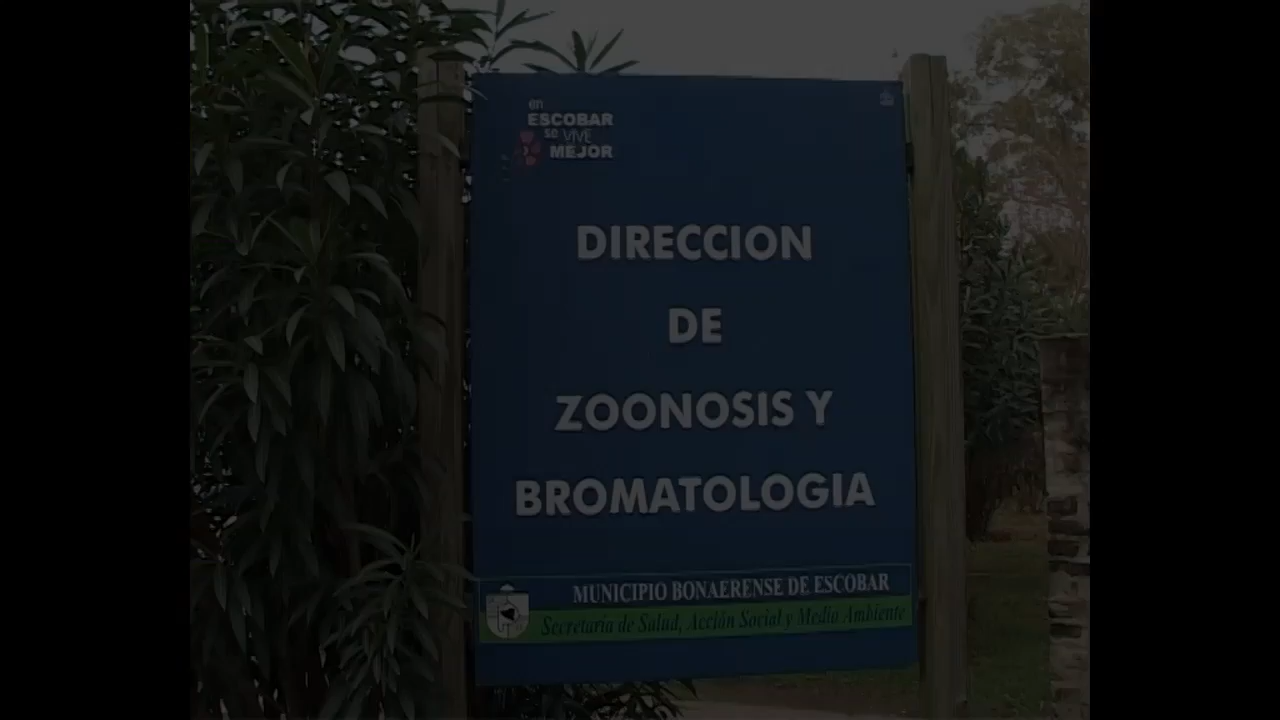 en
ESCOBAR
se VIVE
MEJOR
DIRECCION
DE
ZOONOSIS Y
BROMATOLOGIA
MUNICIPIO BONAERENSE DE ESCOBAR
Secretaria de Salud, Acción Social y Medio Ambiente